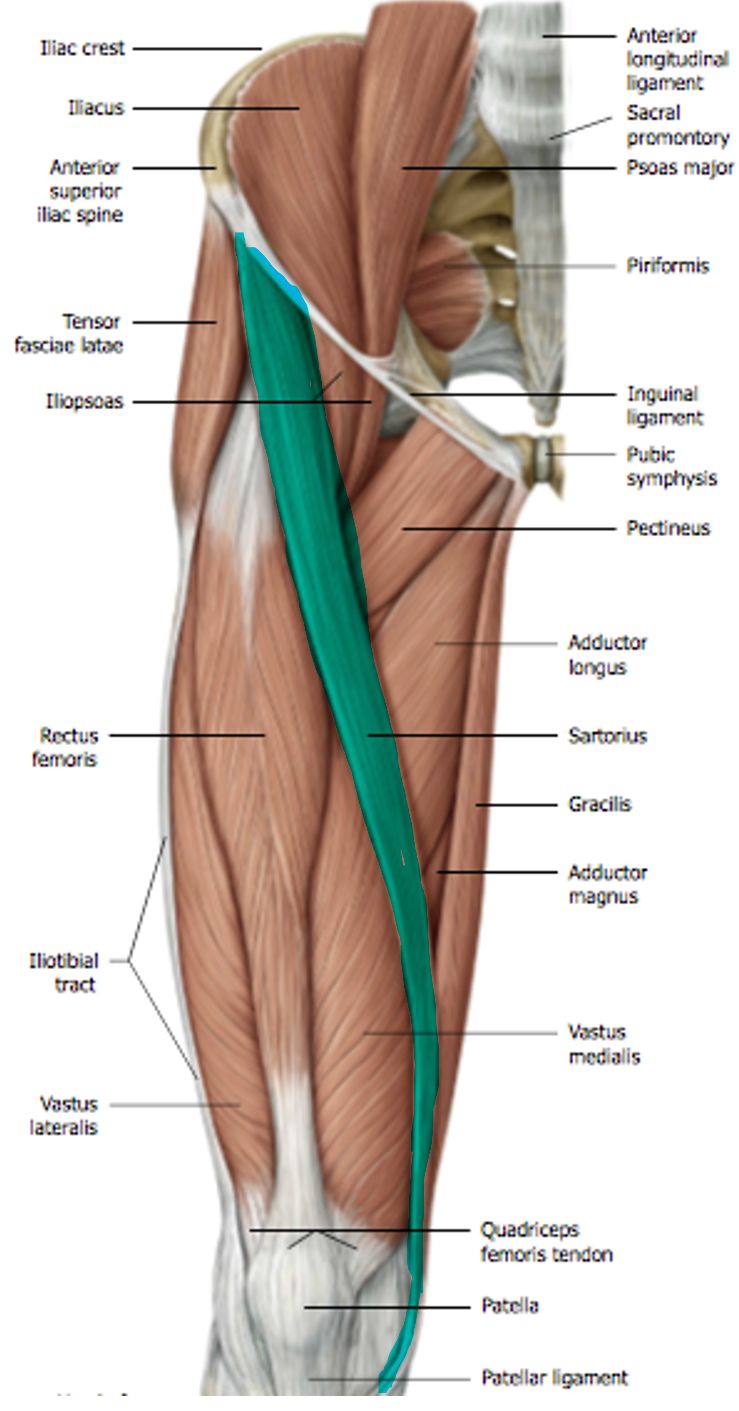 Iliac crest
Iliacus
Anterior
superior
iliac spine
Tensor
fasciae latae
Iliopsoas
Rectus
femoris
Iliotibial
tract
Vastus
lateralis
Anterior
longitudinal
ligament
Sacral
promontory
Psoas major
Piriformis
Inguinal
ligament
Pubic
symphysis
Pectineus
Adductor
longus
Sartorius
Gracilis
Adductor
magnus
Vastus
medialis
Quadriceps
femoris tendon
Patella
Patellar ligament